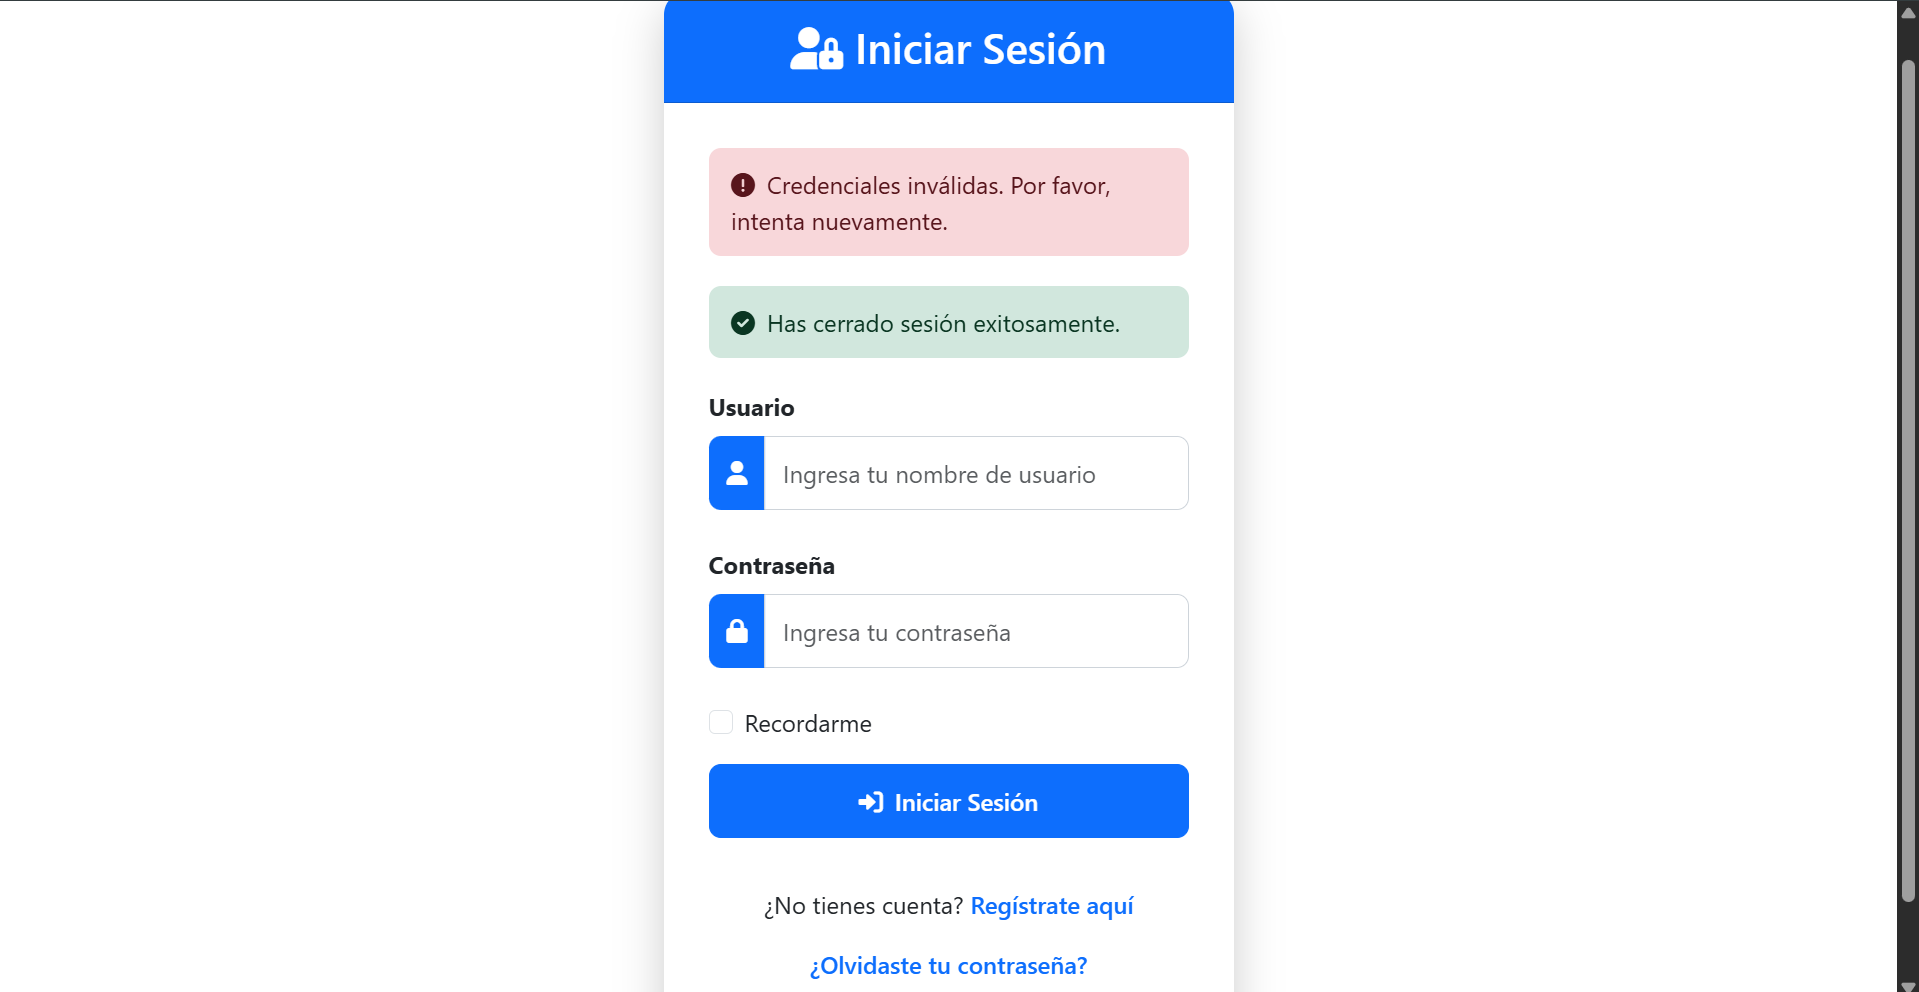 Iniciar Sesión
Credenciales inválidas. Por favor,
intenta nuevamente.
Has cerrado sesión exitosamente.
Usuario
Ingresa tu nombre de usuario
Contraseña
Ingresa tu contraseña
Recordarme
Iniciar Sesión
¿No tienes cuenta? Regístrate aquí
¿Olvidaste tu contraseña?